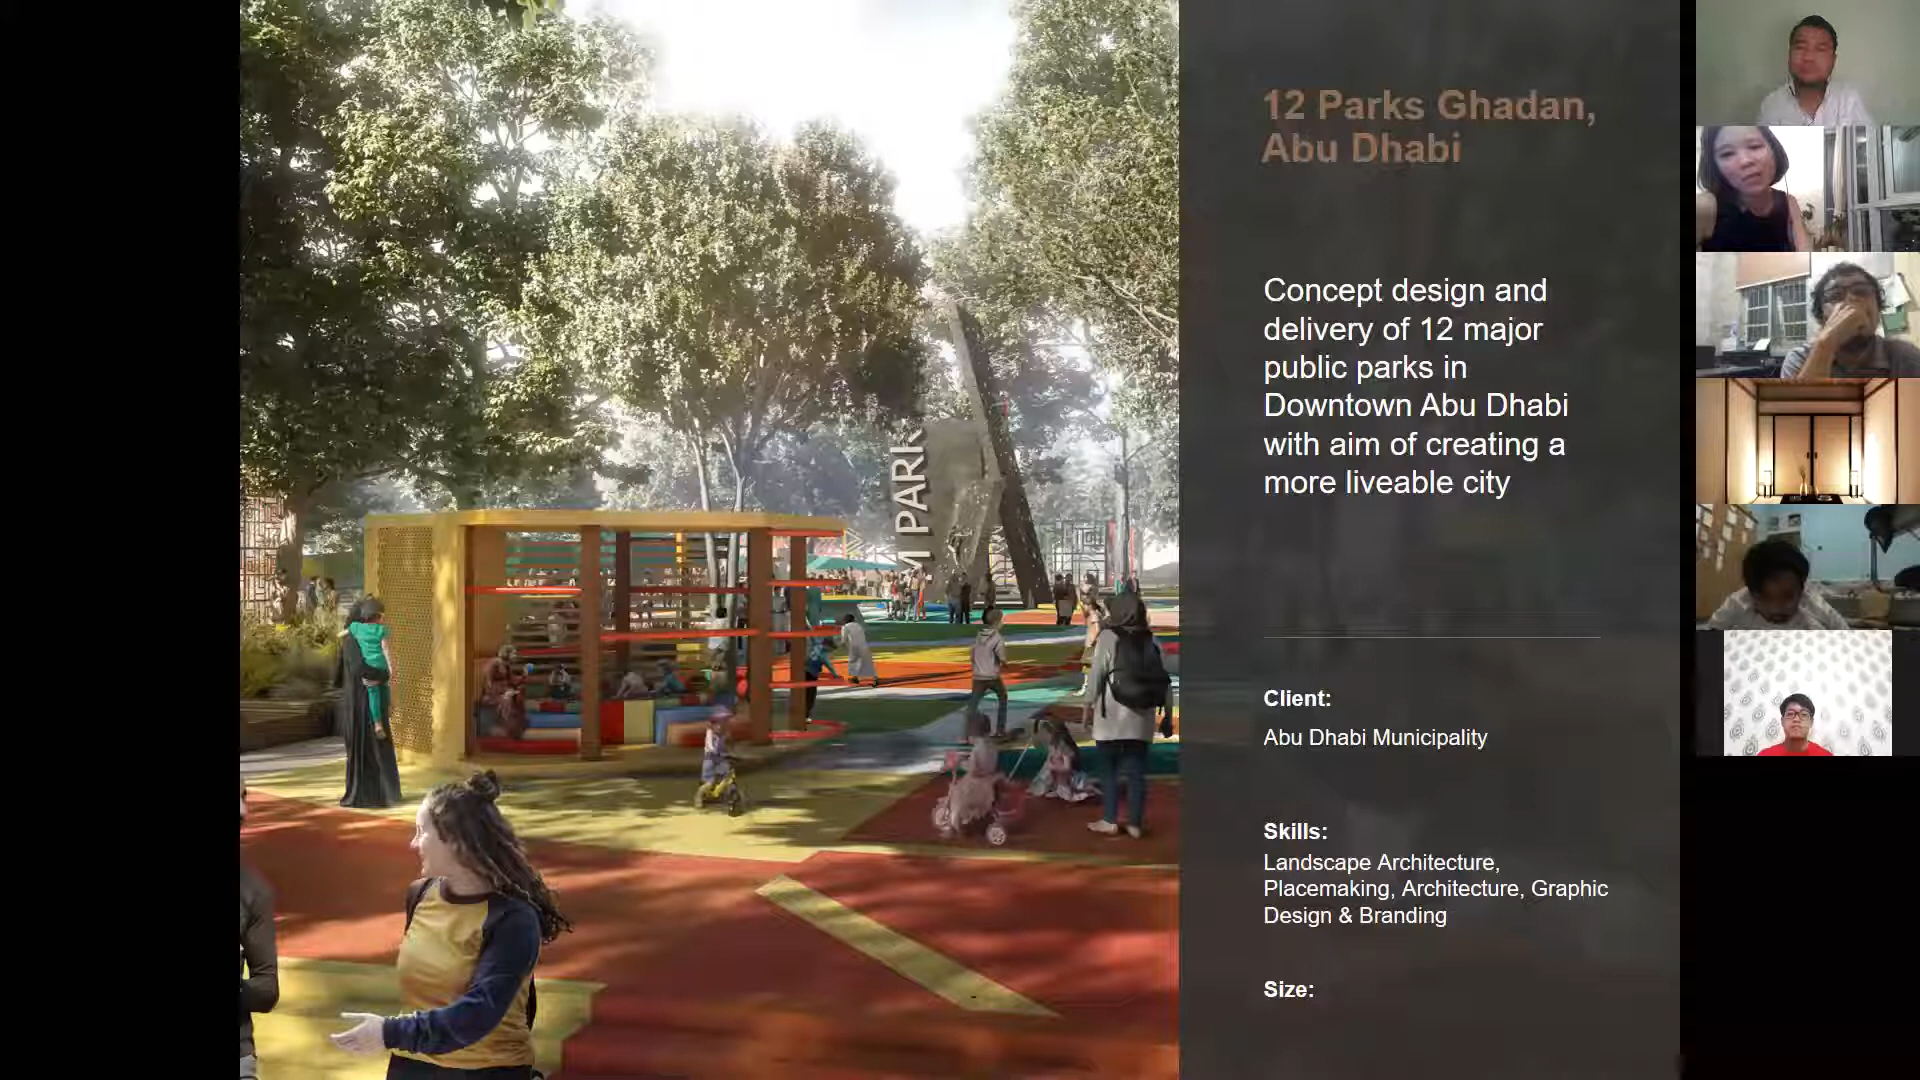 M PARK
12 Parks Ghadan,
Abu Dhabi
Concept design and
delivery of 12 major
public parks in
Downtown Abu Dhabi
with aim of creating a
more liveable city
Client:
Abu Dhabi Municipality
Skills:
Landscape Architecture,
Placemaking, Architecture, Graphic
Design & Branding
Size: